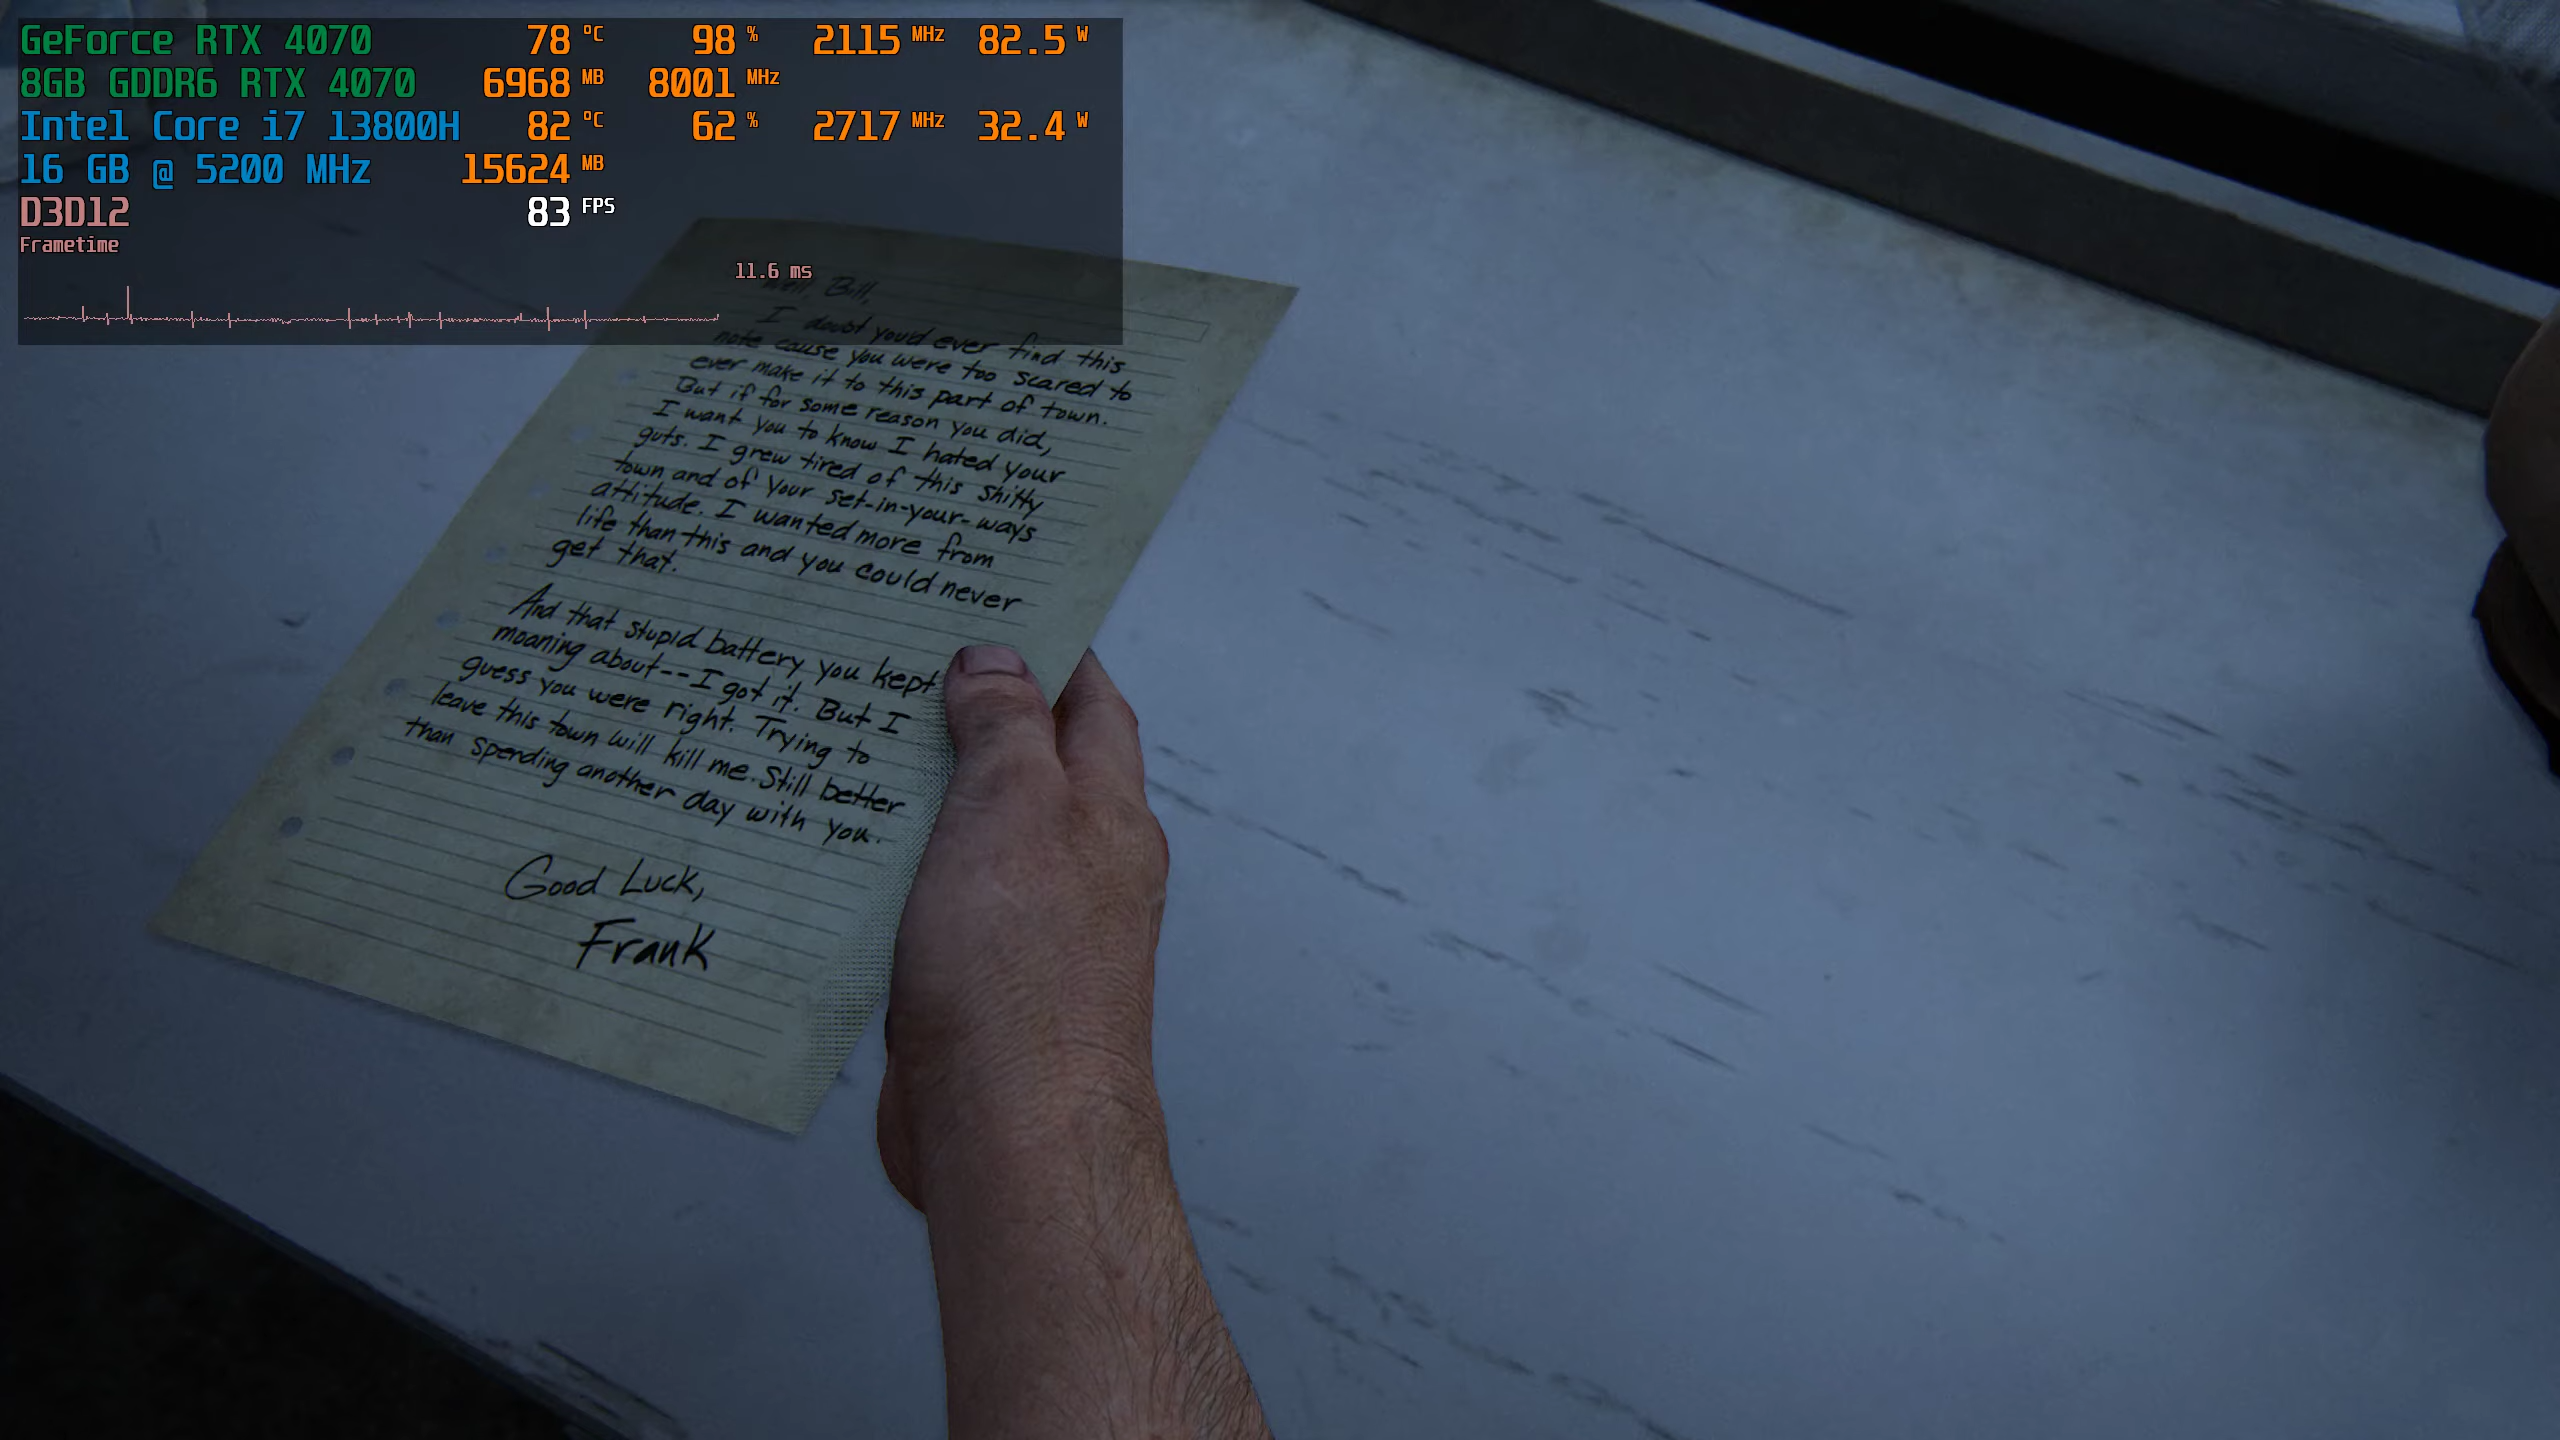 GeForce RTX 4070 78 °C 98 % 2115 MHz 82.5 W
8GB GDDR6 RTX 4070 6968 MB 8001 MHz
Intel Core i7 13800H 82 °C 62 % 2717 MHz 32.4 W
16 GB @ 5200 MHz 15624 MB
D3D12 83 FPS
Frametime
11.6 ms
Well, Bill,
I doubt you'd ever find this
note cause you were too scared to
ever make it to this part of town.
But if for some reason you did,
I want you to know I hated your
guts. I grew tired of this shitty
town and of your set-in-your-ways
attitude. I wanted more from
life than this and you could never
get that.
And that stupid battery you kept
moaning about--I got it. But I
guess you were right. Trying to
leave this town will kill me. Still better
than spending another day with you.
Good Luck,
Frank